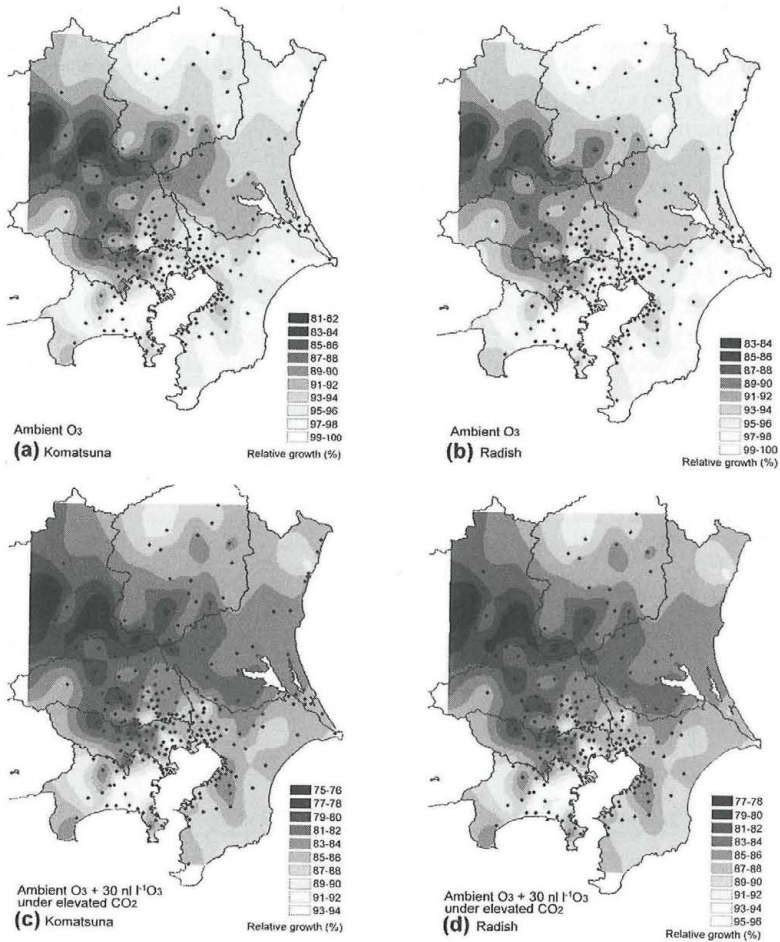 81-82
83-84
85-86
87-88
89-90
91-92
93-94
95-96
97-98
99-100
Ambient O3
(a) Komatsuna
Relative growth (%)
83-84
85-86
87-88
89-90
91-92
93-94
95-96
97-98
99-100
Ambient O3
(b) Radish
Relative growth (%)
75-76
77-78
79-80
81-82
83-84
85-86
87-88
89-90
91-92
93-94
Ambient O3 + 30 nl l-1O3
under elevated CO2
(c) Komatsuna
Relative growth (%)
77-78
79-80
81-82
83-84
85-86
87-88
89-90
91-92
93-94
95-96
Ambient O3 + 30 nl l-1O3
under elevated CO2
(d) Radish
Relative growth (%)